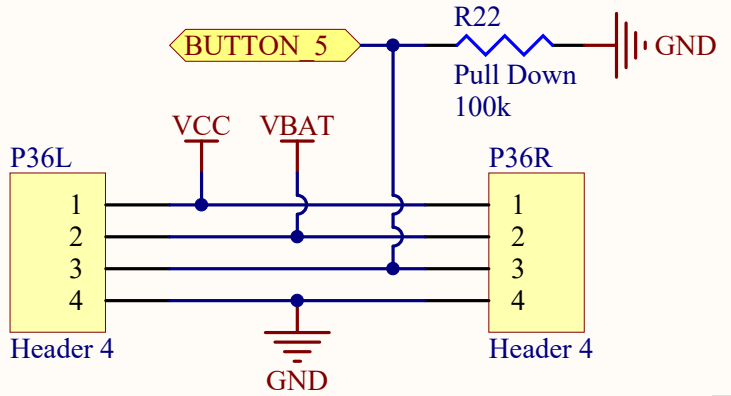 R22
BUTTON_5
GND
Pull Down
100k
VCC VBAT
P36L P36R
1 1
2 2
3 3
4 4
Header 4 Header 4
GND